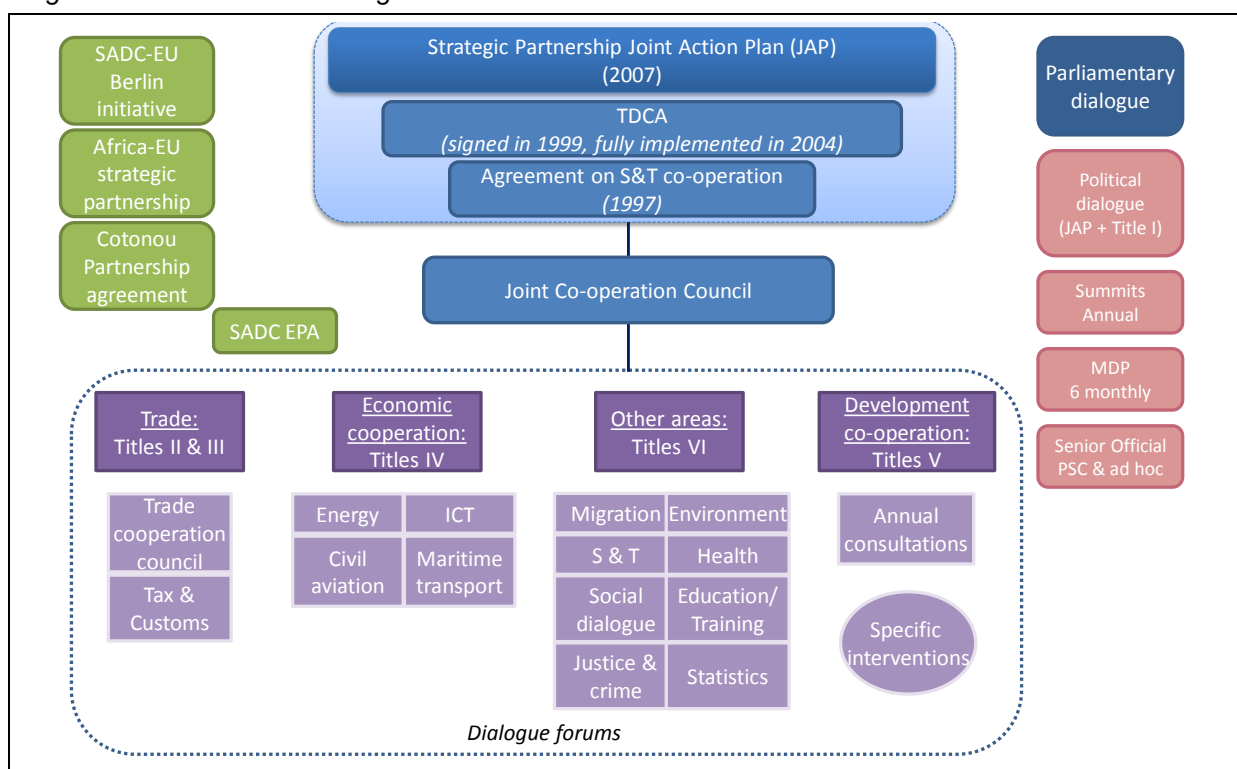 SADC-EU
Berlin
initiative
Africa-EU
strategic
partnership
Cotonou
Partnership
agreement
SADC EPA
Strategic Partnership Joint Action Plan (JAP)
(2007)
TDCA
(signed in 1999, fully implemented in 2004)
Agreement on S&T co-operation
(1997)
Joint Co-operation Council
Parliamentary
dialogue
Political
dialogue
(JAP + Title I)
Summits
Annual
MDP
6 monthly
Senior Official
PSC & ad hoc
Trade:
Titles II & III
Trade
cooperation
council
Tax &
Customs
Economic
cooperation:
Titles IV
Energy
ICT
Civil
aviation
Maritime
transport
Other areas:
Titles VI
Migration
Environment
S & T
Health
Social
dialogue
Education/
Training
Justice &
crime
Statistics
Development
co-operation:
Titles V
Annual
consultations
Specific
interventions
Dialogue forums